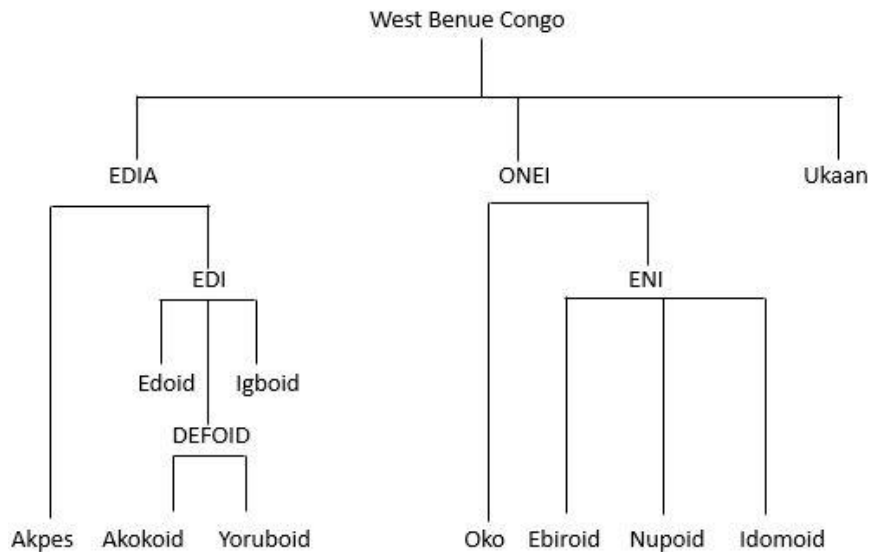 West Benue Congo
EDIA ONEI Ukaan
EDI ENI
Edoid Igboid
DEFOID
Akpes Akokoid Yoruboid Oko Ebiroid Nupoid Idomoid